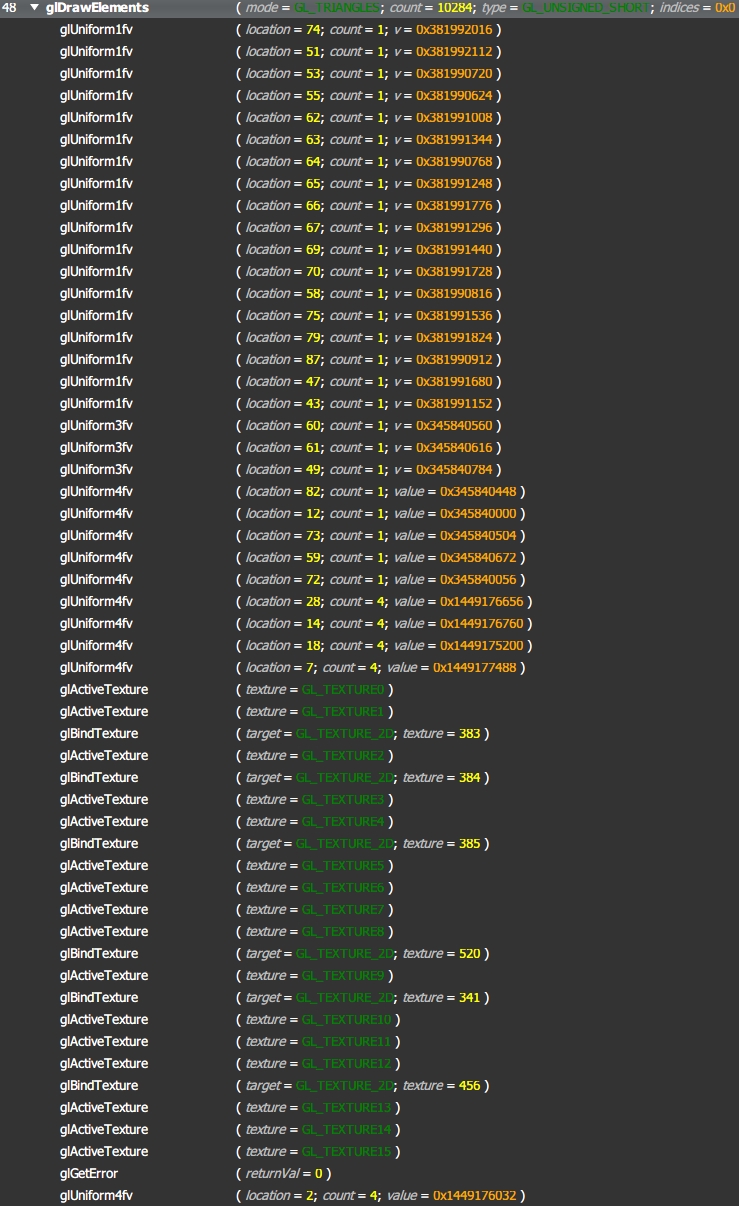 48 ▼ glDrawElements ( mode = GL_TRIANGLES; count = 10284; type = GL_UNSIGNED_SHORT; indices = 0x0
glUniform1fv ( location = 74; count = 1; v = 0x381992016 )
glUniform1fv ( location = 51; count = 1; v = 0x381992112 )
glUniform1fv ( location = 53; count = 1; v = 0x381990720 )
glUniform1fv ( location = 55; count = 1; v = 0x381990624 )
glUniform1fv ( location = 62; count = 1; v = 0x381991008 )
glUniform1fv ( location = 63; count = 1; v = 0x381991344 )
glUniform1fv ( location = 64; count = 1; v = 0x381990768 )
glUniform1fv ( location = 65; count = 1; v = 0x381991248 )
glUniform1fv ( location = 66; count = 1; v = 0x381991776 )
glUniform1fv ( location = 67; count = 1; v = 0x381991296 )
glUniform1fv ( location = 69; count = 1; v = 0x381991440 )
glUniform1fv ( location = 70; count = 1; v = 0x381991728 )
glUniform1fv ( location = 58; count = 1; v = 0x381990816 )
glUniform1fv ( location = 75; count = 1; v = 0x381991536 )
glUniform1fv ( location = 79; count = 1; v = 0x381991824 )
glUniform1fv ( location = 87; count = 1; v = 0x381990912 )
glUniform1fv ( location = 47; count = 1; v = 0x381991680 )
glUniform1fv ( location = 43; count = 1; v = 0x381991152 )
glUniform3fv ( location = 60; count = 1; v = 0x345840560 )
glUniform3fv ( location = 61; count = 1; v = 0x345840616 )
glUniform3fv ( location = 49; count = 1; v = 0x345840784 )
glUniform4fv ( location = 82; count = 1; value = 0x345840448 )
glUniform4fv ( location = 12; count = 1; value = 0x345840000 )
glUniform4fv ( location = 73; count = 1; value = 0x345840504 )
glUniform4fv ( location = 59; count = 1; value = 0x345840672 )
glUniform4fv ( location = 72; count = 1; value = 0x345840056 )
glUniform4fv ( location = 28; count = 4; value = 0x1449176656 )
glUniform4fv ( location = 14; count = 4; value = 0x1449176760 )
glUniform4fv ( location = 18; count = 4; value = 0x1449175200 )
glUniform4fv ( location = 7; count = 4; value = 0x1449177488 )
glActiveTexture ( texture = GL_TEXTURE0 )
glActiveTexture ( texture = GL_TEXTURE1 )
glBindTexture ( target = GL_TEXTURE_2D; texture = 383 )
glActiveTexture ( texture = GL_TEXTURE2 )
glBindTexture ( target = GL_TEXTURE_2D; texture = 384 )
glActiveTexture ( texture = GL_TEXTURE3 )
glActiveTexture ( texture = GL_TEXTURE4 )
glBindTexture ( target = GL_TEXTURE_2D; texture = 385 )
glActiveTexture ( texture = GL_TEXTURE5 )
glActiveTexture ( texture = GL_TEXTURE6 )
glActiveTexture ( texture = GL_TEXTURE7 )
glActiveTexture ( texture = GL_TEXTURE8 )
glBindTexture ( target = GL_TEXTURE_2D; texture = 520 )
glActiveTexture ( texture = GL_TEXTURE9 )
glBindTexture ( target = GL_TEXTURE_2D; texture = 341 )
glActiveTexture ( texture = GL_TEXTURE10 )
glActiveTexture ( texture = GL_TEXTURE11 )
glActiveTexture ( texture = GL_TEXTURE12 )
glBindTexture ( target = GL_TEXTURE_2D; texture = 456 )
glActiveTexture ( texture = GL_TEXTURE13 )
glActiveTexture ( texture = GL_TEXTURE14 )
glActiveTexture ( texture = GL_TEXTURE15 )
glGetError ( returnVal = 0 )
glUniform4fv ( location = 2; count = 4; value = 0x1449176032 )